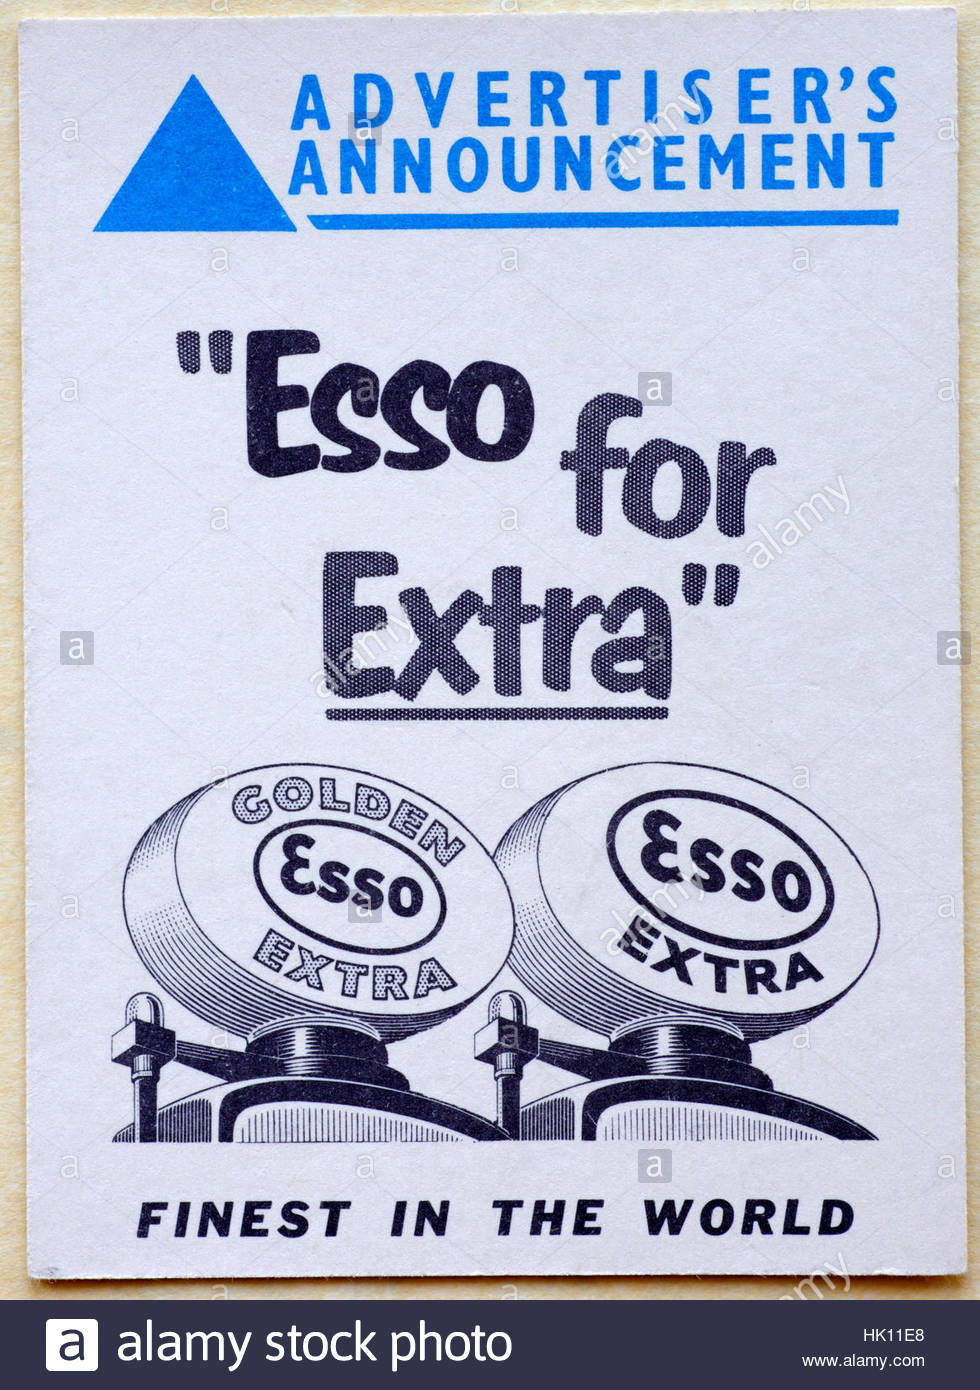 ADVERTISER'S
ANNOUNCEMENT
"Esso for
Extra"
GOLDEN
Esso
EXTRA
Esso
EXTRA
FINEST IN THE WORLD
a alamy stock photo
HK11E8
www.alamy.com